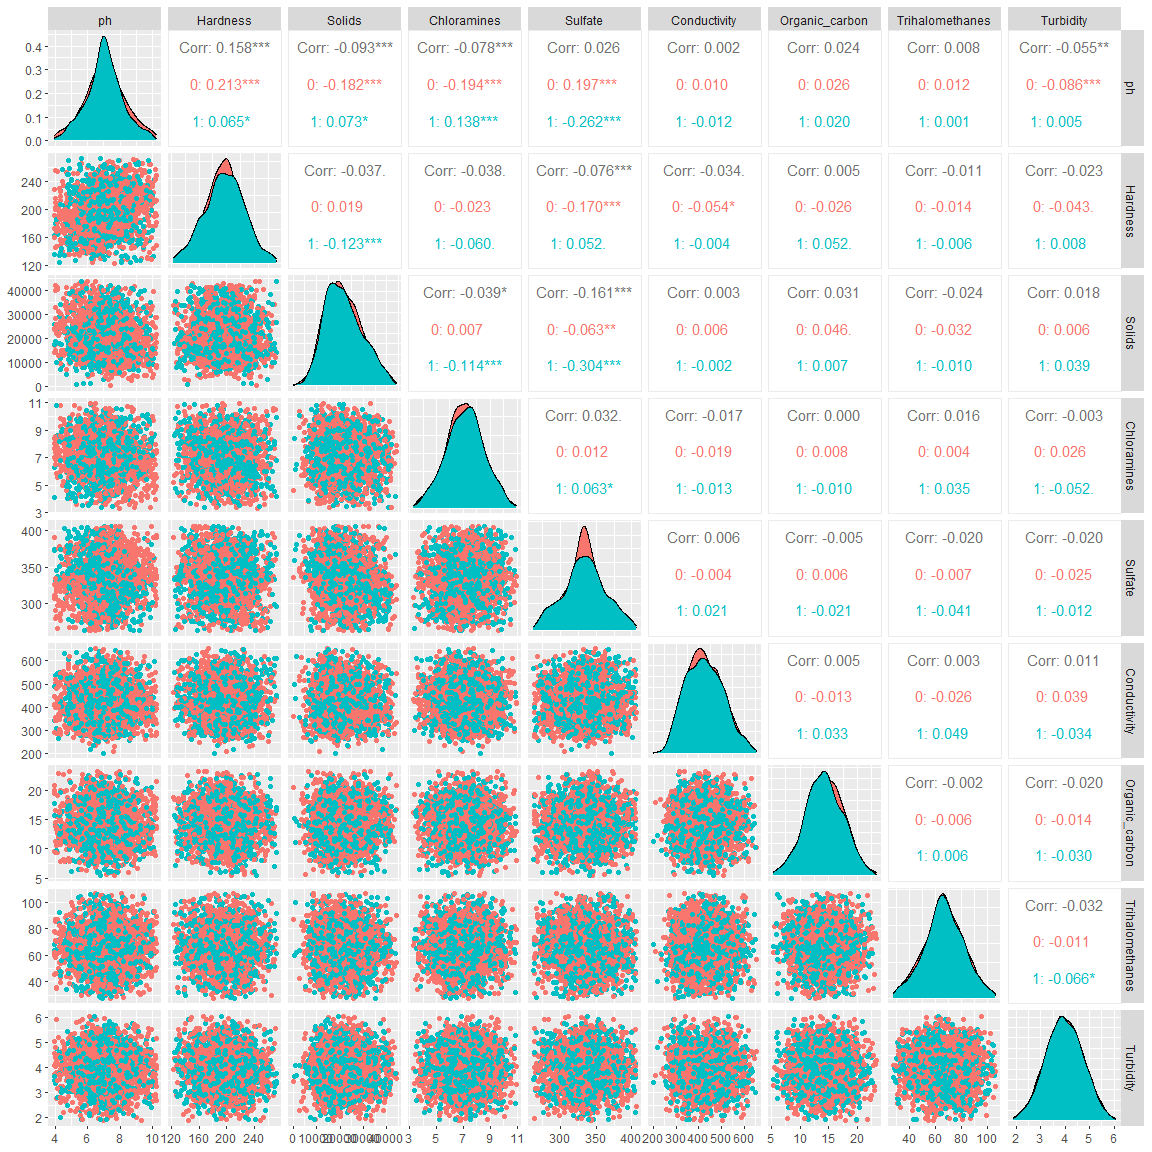 ph Hardness Solids Chloramines Sulfate Conductivity Organic_carbon Trihalomethanes Turbidity
0.4 Corr: 0.158*** Corr: -0.093*** Corr: -0.078*** Corr: 0.026 Corr: 0.002 Corr: 0.024 Corr: 0.008 Corr: -0.055** ph
0.3
0.2 0: 0.213*** 0: -0.182*** 0: -0.194*** 0: 0.197*** 0: 0.010 0: 0.026 0: 0.012 0: -0.086***
0.1 1: 0.065* 1: 0.073* 1: 0.138*** 1: -0.262*** 1: -0.012 1: 0.020 1: 0.001 1: 0.005
0.0
240 Corr: -0.037. Corr: -0.038. Corr: -0.076*** Corr: -0.034. Corr: 0.005 Corr: -0.011 Corr: -0.023 Hardness
200 0: 0.019 0: -0.023 0: -0.170*** 0: -0.054* 0: -0.026 0: -0.014 0: -0.043.
160 1: -0.123*** 1: -0.060. 1: 0.052. 1: -0.004 1: 0.052. 1: -0.006 1: 0.008
120
40000 Corr: -0.039* Corr: -0.161*** Corr: 0.003 Corr: 0.031 Corr: -0.024 Corr: 0.018 Solids
30000
20000 0: 0.007 0: -0.063** 0: 0.006 0: 0.046. 0: -0.032 0: 0.006
10000 1: -0.114*** 1: -0.304*** 1: -0.002 1: 0.007 1: -0.010 1: 0.039
0
11 Corr: 0.032. Corr: -0.017 Corr: 0.000 Corr: 0.016 Corr: -0.003 Chloramines
9
7 0: 0.012 0: -0.019 0: 0.008 0: 0.004 0: 0.026
5 1: 0.063* 1: -0.013 1: -0.010 1: 0.035 1: -0.052.
3
400 Corr: 0.006 Corr: -0.005 Corr: -0.020 Corr: -0.020 Sulfate
350 0: -0.004 0: 0.006 0: -0.007 0: -0.025
300 1: 0.021 1: -0.021 1: -0.041 1: -0.012
600 Corr: 0.005 Corr: 0.003 Corr: 0.011 Conductivity
500
400 0: -0.013 0: -0.026 0: 0.039
300 1: 0.033 1: 0.049 1: -0.034
200
20 Corr: -0.002 Corr: -0.020 Organic_carbon
15 0: -0.006 0: -0.014
10 1: 0.006 1: -0.030
5
100 Corr: -0.032 Trihalomethanes
80
60 0: -0.011
40 1: -0.066*
6 Turbidity
5
4
3
2
4 6 8 10 120 160 200 240 0 10000 20000 30000 40000 3 5 7 9 11 300 350 400 200 300 400 500 600 5 10 15 20 40 60 80 100 2 3 4 5 6